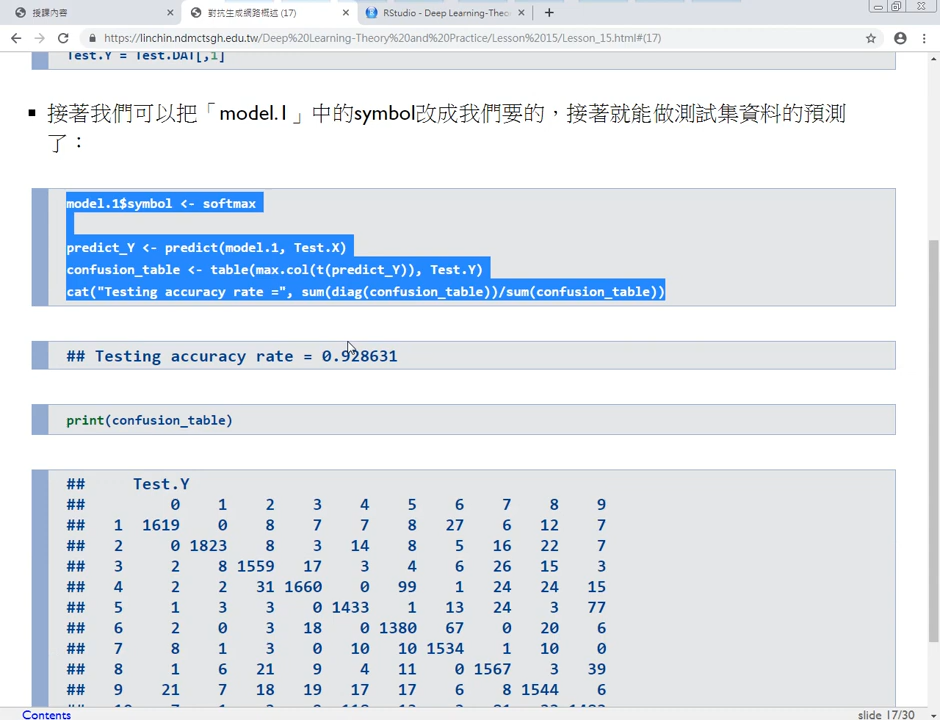 授課內容
對抗生成網路概述 (17)
RStudio - Deep Learning-Theo
https://linchin.ndmctsgh.edu.tw/Deep%20Learning-Theory%20and%20Practice/Lesson%2015/Lesson_15.html#(17)
Test.Y = Test.DAT[,1]
接著我們可以把「model.1」中的symbol改成我們要的，接著就能做測試集資料的預測
了：
model.1$symbol <- softmax
predict_Y <- predict(model.1, Test.X)
confusion_table <- table(max.col(t(predict_Y)), Test.Y)
cat("Testing accuracy rate =", sum(diag(confusion_table))/sum(confusion_table))
## Testing accuracy rate = 0.928631
print(confusion_table)
## Test.Y
## 0 1 2 3 4 5 6 7 8 9
## 1 1619 0 8 7 7 8 27 6 12 7
## 2 0 1823 8 3 14 8 5 16 22 7
## 3 2 8 1559 17 3 4 6 26 15 3
## 4 2 2 31 1660 0 99 1 24 24 15
## 5 1 3 3 0 1433 1 13 24 3 77
## 6 2 0 3 18 0 1380 67 0 20 6
## 7 8 1 3 0 10 10 1534 1 10 0
## 8 1 6 21 9 4 11 0 1567 3 39
## 9 21 7 18 19 17 17 6 8 1544 6
Contents
slide 17/30